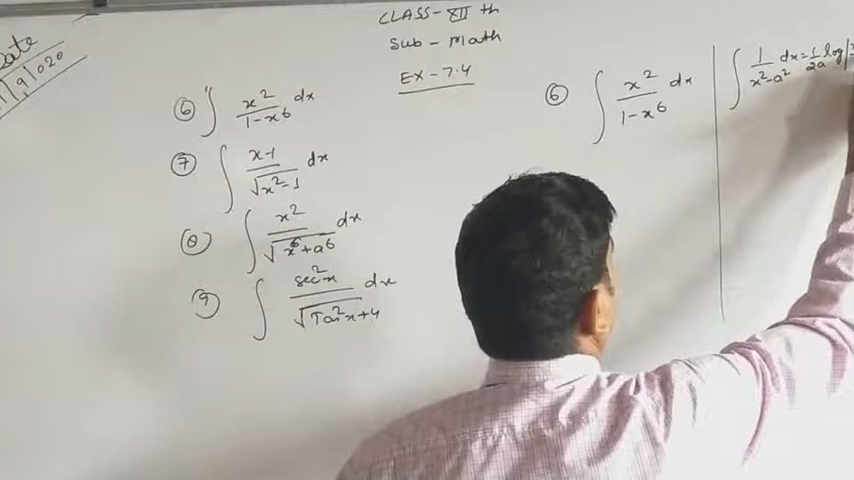 Date
1/9/020
CLASS-XII th
Sub - Math
EX - 7.4
⑥ ∫ x²/(1-x⁶) dx
⑦ ∫ (x-1)/√(x²-1) dx
⑧ ∫ x²/√(x⁶+a⁶) dx
⑨ ∫ sec²x/√(Tan²x+4) dx
⑥ ∫ x²/(1-x⁶) dx
∫ 1/(x²-a²) dx = 1/2a log|